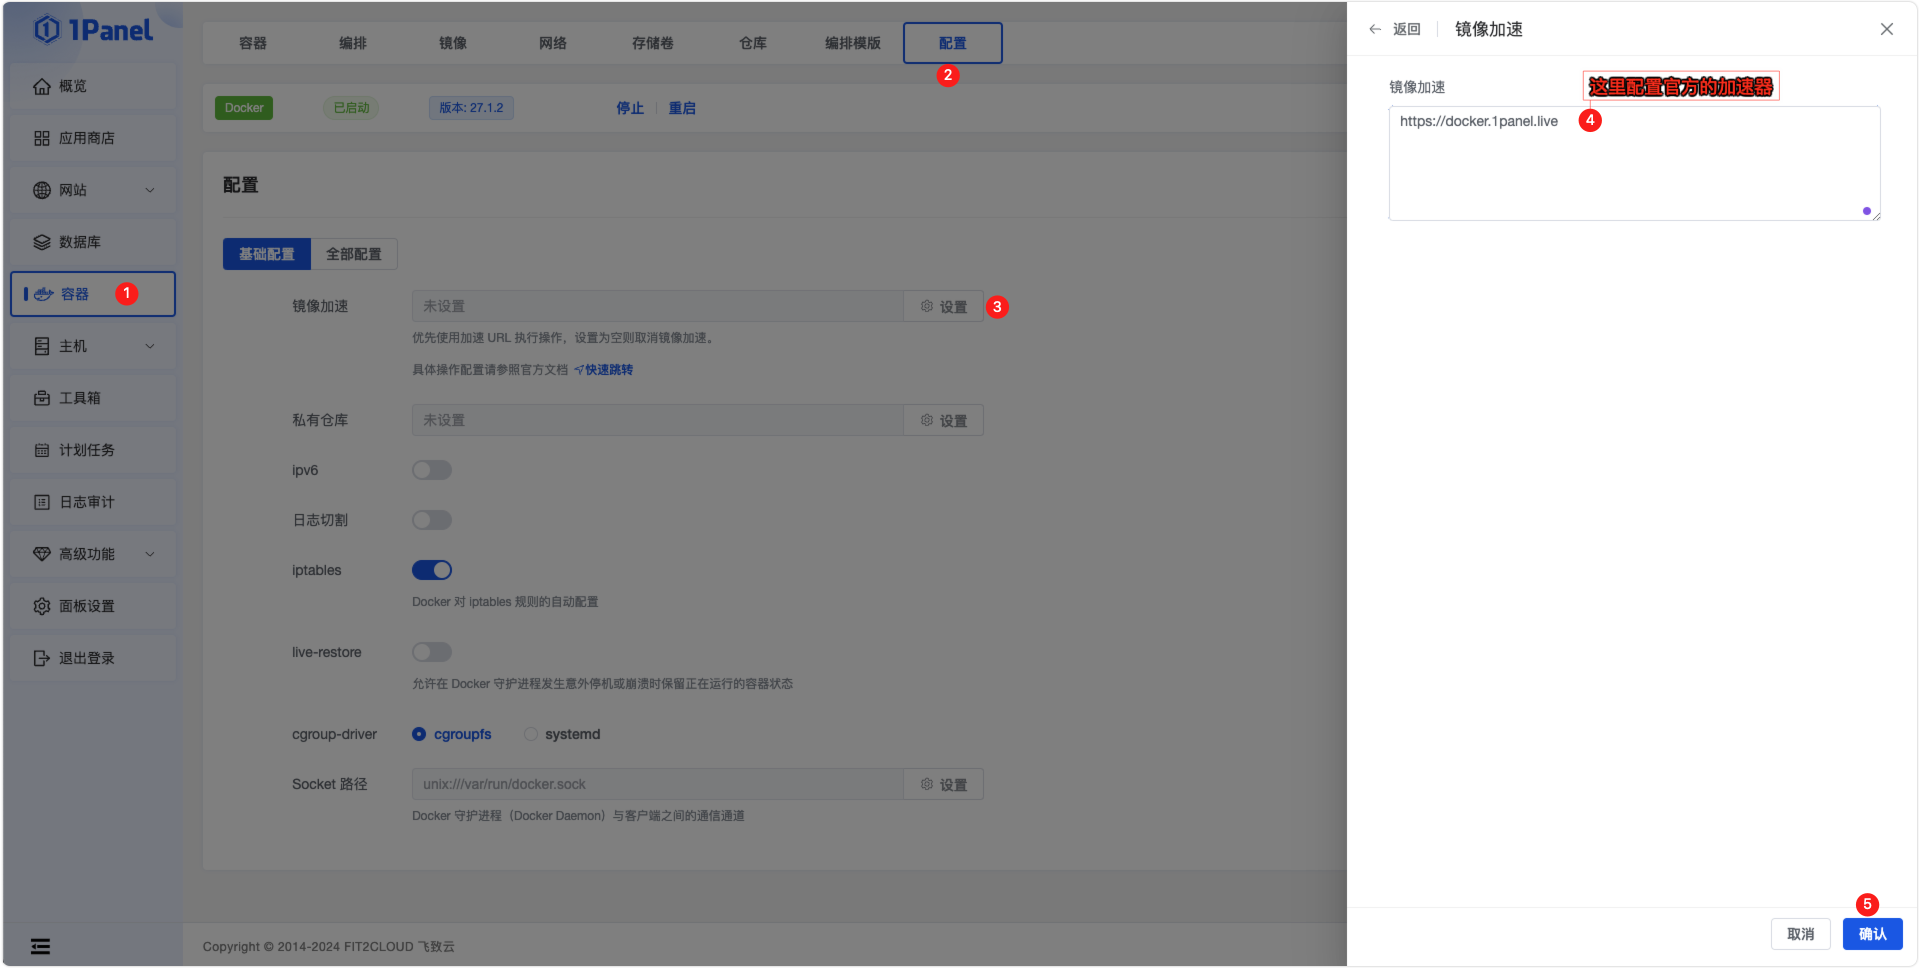 1Panel
概览
应用商店
网站
数据库
容器
1
主机
工具箱
计划任务
日志审计
高级功能
面板设置
退出登录
容器
编排
镜像
网络
存储卷
仓库
编排模版
配置
2
Docker
已启动
版本: 27.1.2
停止
重启
配置
基础配置
全部配置
镜像加速
未设置
设置
3
优先使用加速 URL 执行操作，设置为空则取消镜像加速。
具体操作配置请参照官方文档 快速跳转
私有仓库
未设置
设置
ipv6
日志切割
iptables
Docker 对 iptables 规则的自动配置
live-restore
允许在 Docker 守护进程发生意外停机或崩溃时保留正在运行的容器状态
cgroup-driver
cgroupfs
systemd
Socket 路径
unix:///var/run/docker.sock
设置
Docker 守护进程（Docker Daemon）与客户端之间的通信通道
Copyright © 2014-2024 FIT2CLOUD 飞致云
返回
镜像加速
镜像加速
这里配置官方的加速器
https://docker.1panel.live
4
5
取消
确认